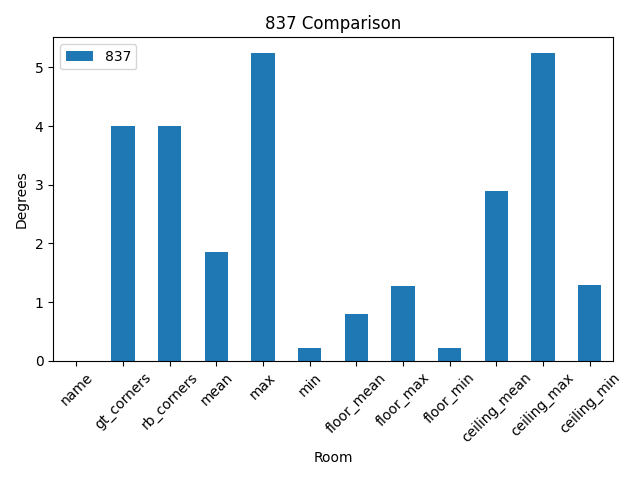 837 Comparison
837
Degrees
5
4
3
2
1
0
name
gt_corners
rb_corners
mean
max
min
floor_mean
floor_max
floor_min
ceiling_mean
ceiling_max
ceiling_min
Room